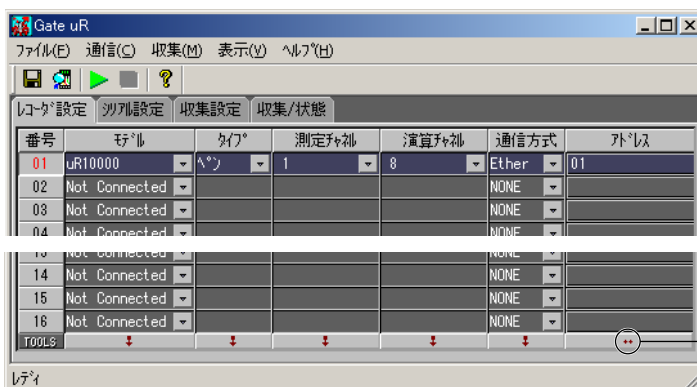 Gate uR
ﾌｧｲﾙ(F) 通信(C) 収集(M) 表示(V) ﾍﾙﾌﾟ(H)
ﾚｺｰﾀﾞ設定 ｼﾘｱﾙ設定 収集設定 収集/状態
番号 ﾓﾃﾞﾙ ﾀｲﾌﾟ 測定ﾁｬﾈﾙ 演算ﾁｬﾈﾙ 通信方式 ｱﾄﾞﾚｽ
01 uR10000 ﾍﾟﾝ 1 8 Ether 01
02 Not Connected NONE
03 Not Connected NONE
04 Not Connected NONE
14 Not Connected NONE
15 Not Connected NONE
16 Not Connected NONE
TOOLS
ﾚﾃﾞｨ